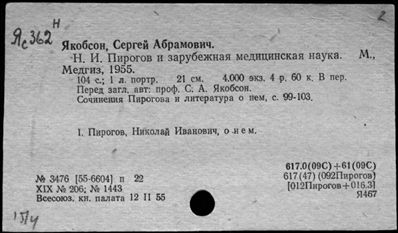 Яс362 н
2
Якобсон, Сергей Абрамович.
Н. И. Пирогов и зарубежная медицинская наука. М.,
Медгиз, 1955.
104 с.; 1 л. портр. 21 см. 4.000 экз. 4 р. 60 к. В пер.
Перед загл. авт: проф. С. А. Якобсон.
Сочинения Пирогова и литература о нем, с. 99-103.
1. Пирогов, Николай Иванович, о нем.
617.0(09С)+61(09С)
№ 3476 [55-6604] п 22
617(47) (092Пирогов)
XIX № 206; № 1443
[012Пирогов+016.3]
Всесоюз. кн. палата 12 II 55
Я467
15/4